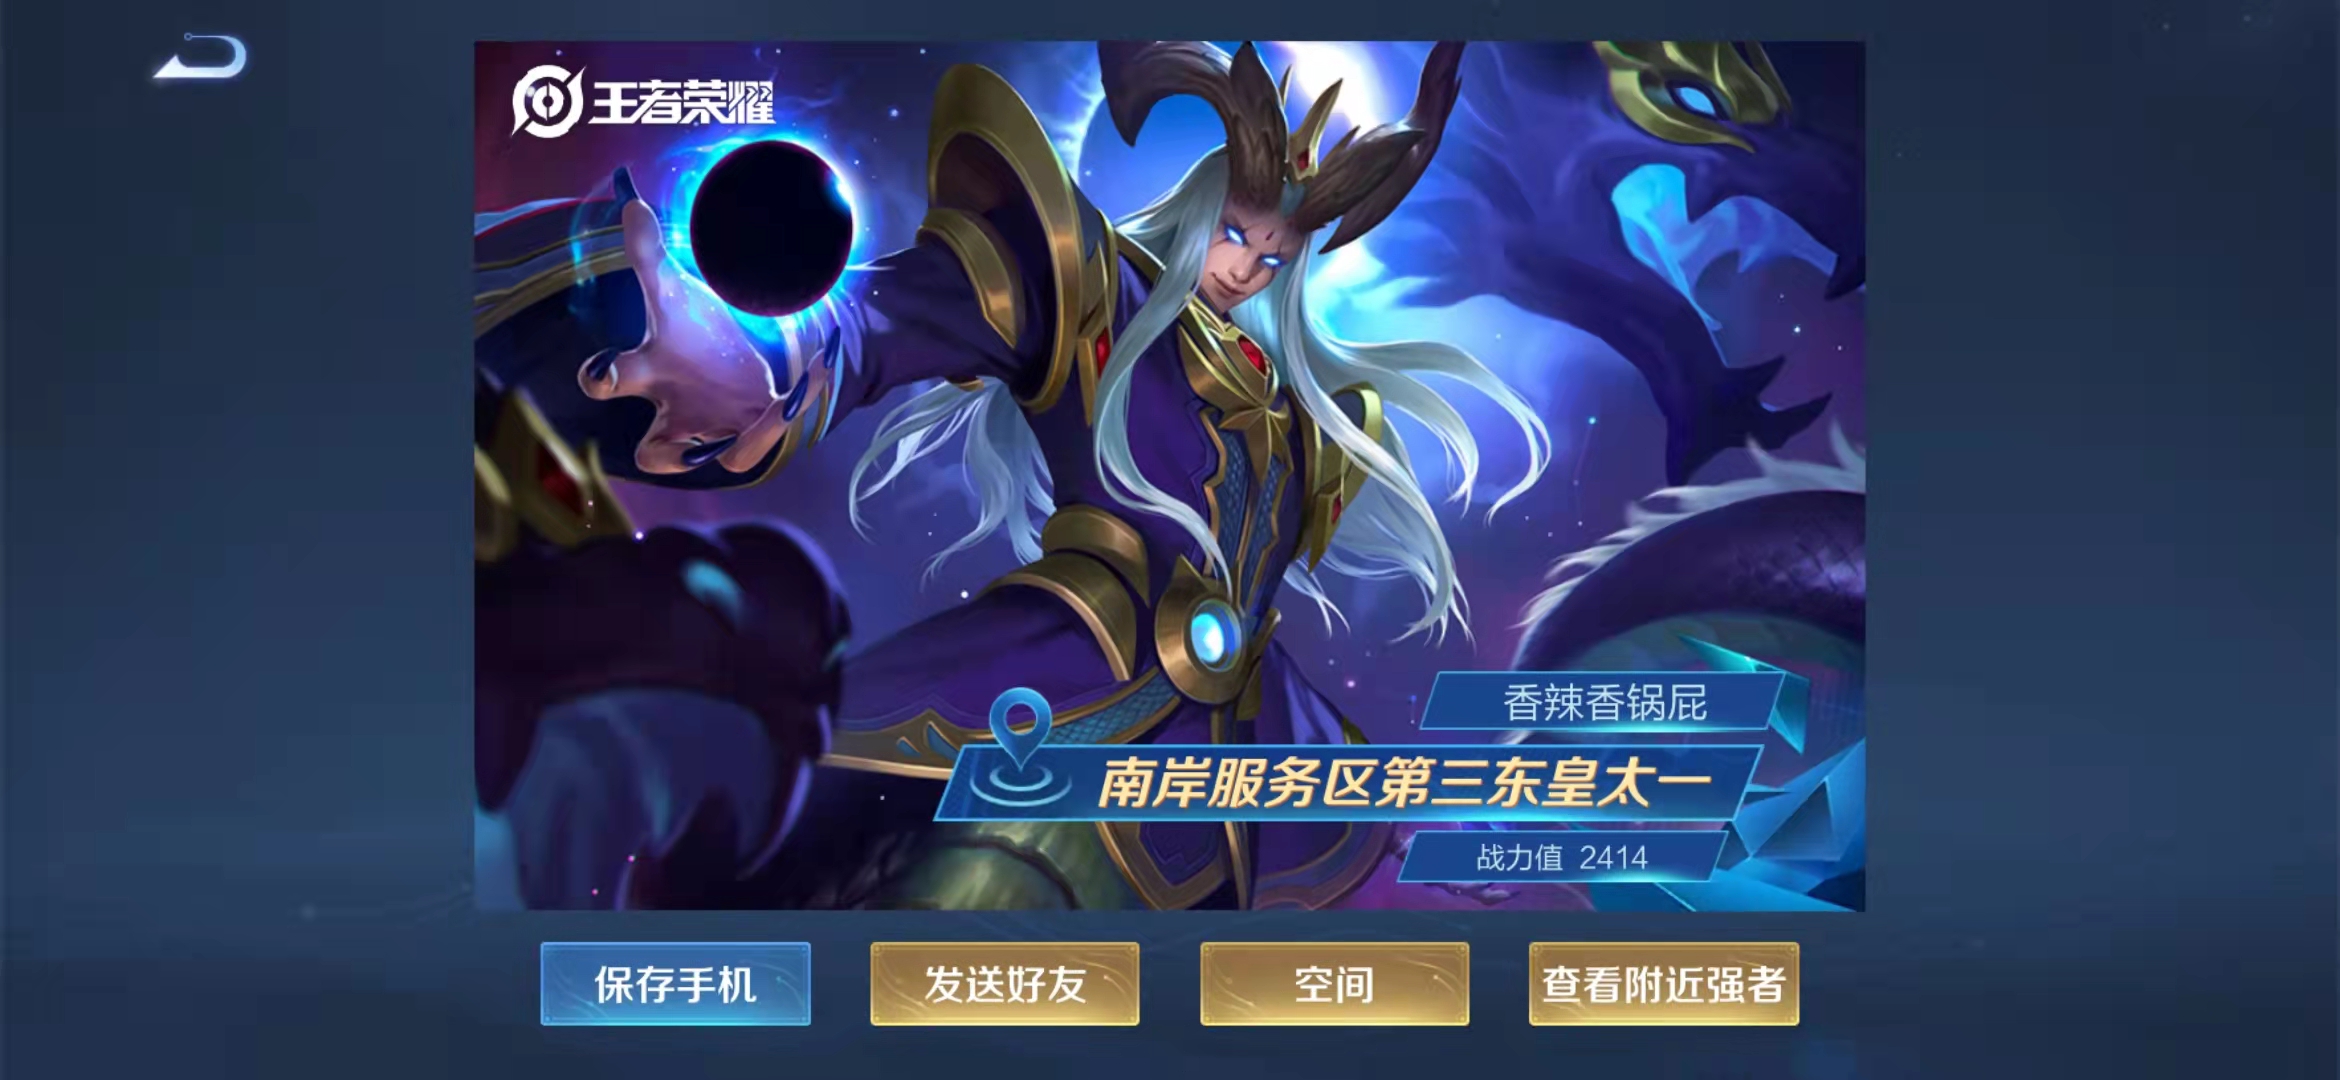 王者荣耀
香辣香锅屁
南岸服务区第三东皇太一
战力值 2414
保存手机
发送好友
空间
查看附近强者